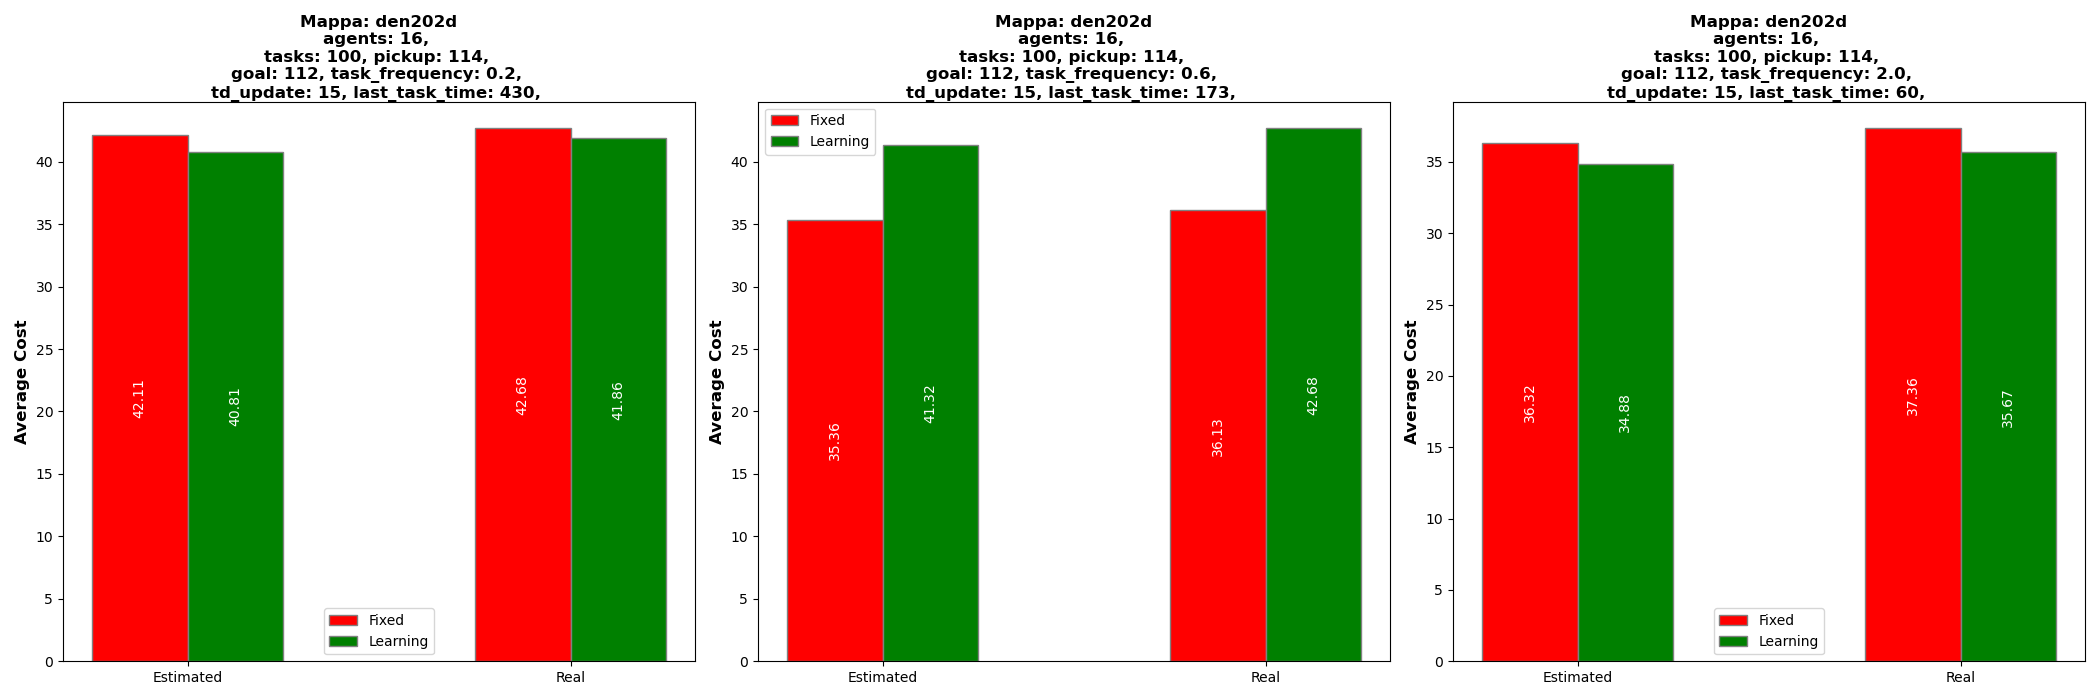 Mappa: den202d
agents: 16,
tasks: 100, pickup: 114,
goal: 112, task_frequency: 0.2,
td_update: 15, last_task_time: 430,
Average Cost
40
35
30
25
20
15
10
5
0
42.11
40.81
42.68
41.86
Fixed
Learning
Estimated
Real
Mappa: den202d
agents: 16,
tasks: 100, pickup: 114,
goal: 112, task_frequency: 0.6,
td_update: 15, last_task_time: 173,
Fixed
Learning
Average Cost
40
35
30
25
20
15
10
5
0
35.36
41.32
36.13
42.68
Estimated
Real
Mappa: den202d
agents: 16,
tasks: 100, pickup: 114,
goal: 112, task_frequency: 2.0,
td_update: 15, last_task_time: 60,
Average Cost
35
30
25
20
15
10
5
0
36.32
34.88
37.36
35.67
Fixed
Learning
Estimated
Real